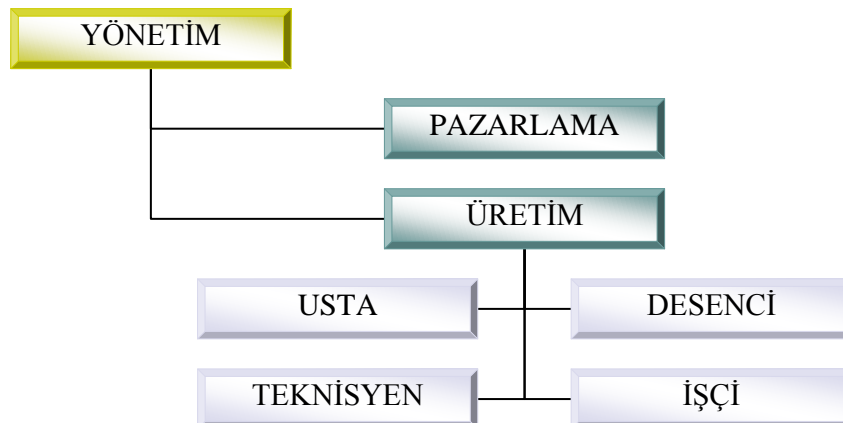 YÖNETİM
PAZARLAMA
ÜRETİM
USTA
DESENCİ
TEKNİSYEN
İŞÇİ